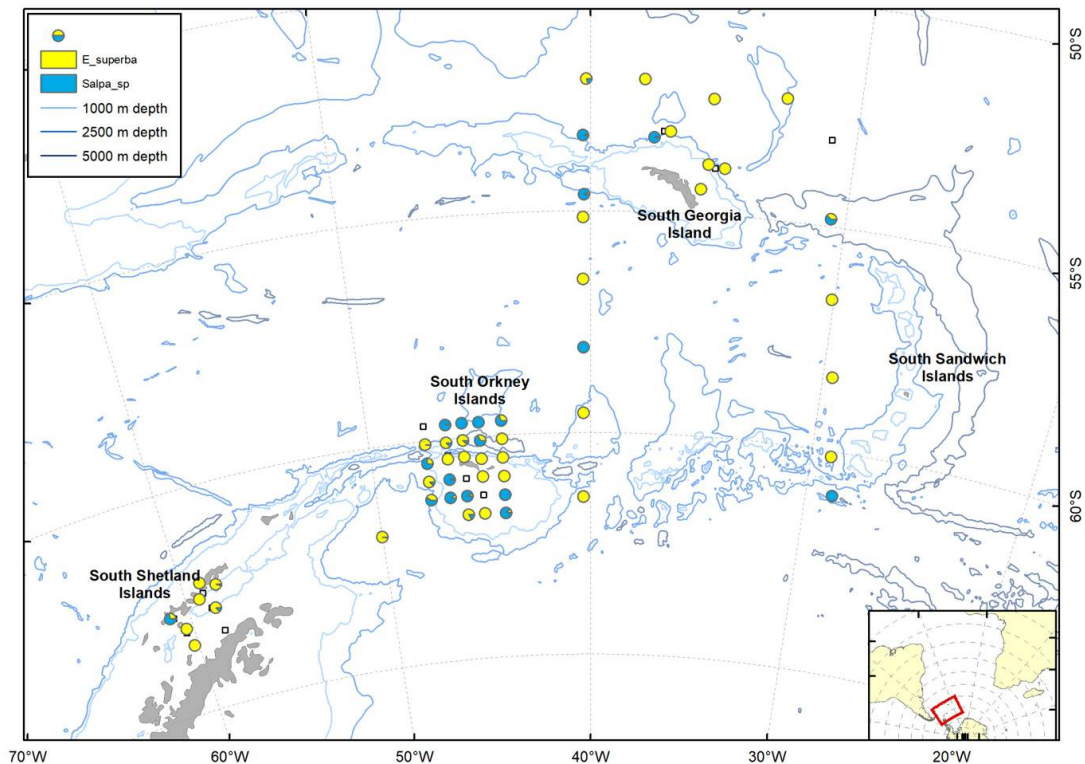 E_superba
Salpa_sp
1000 m depth
2500 m depth
5000 m depth
50°S
South Georgia
Island
55°S
South Sandwich
Islands
South Orkney
Islands
60°S
South Shetland
Islands
70°W
60°W
50°W
40°W
30°W
20°W